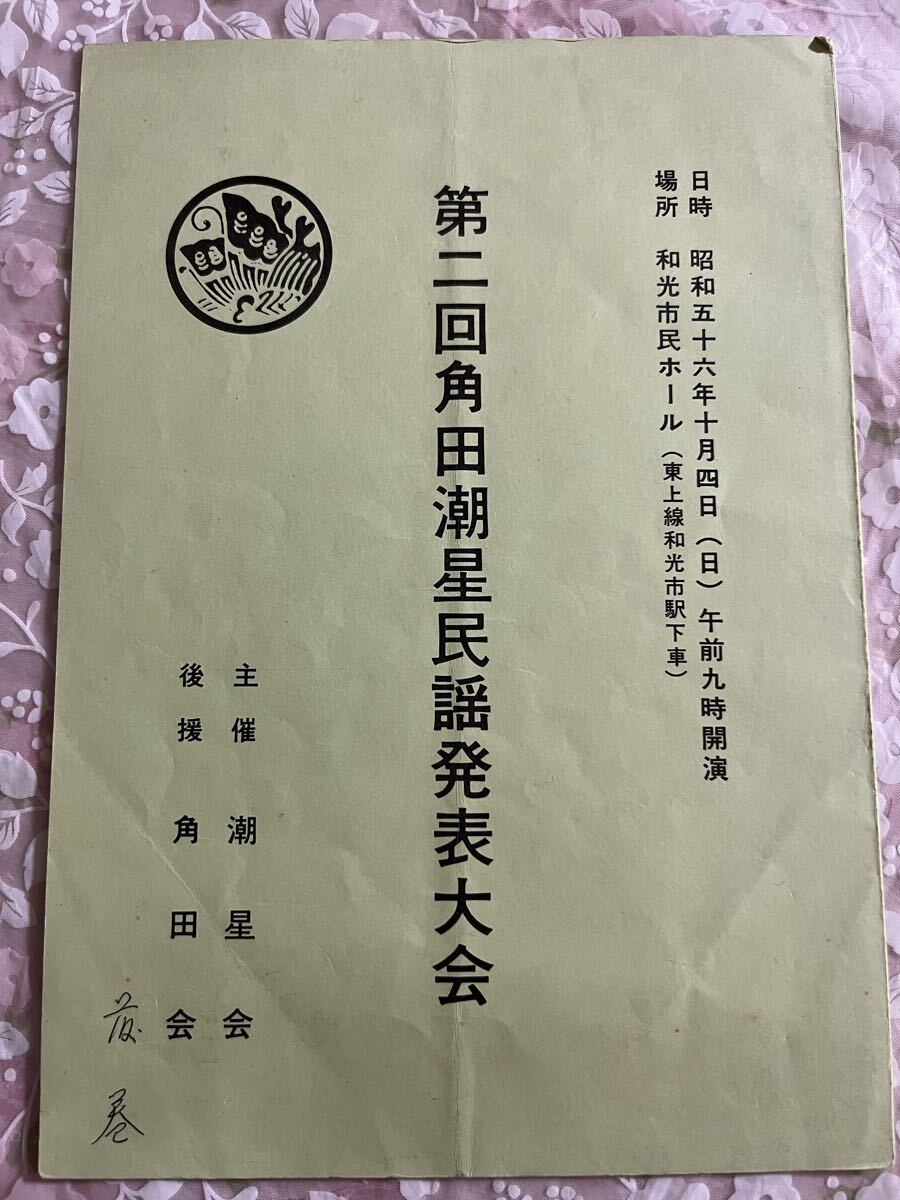 日時 昭和五十六年十月四日（日）午前九時開演
場所 和光市民ホール（東上線和光市駅下車）
第二回角田潮星民謡発表大会
主催 潮星会
後援 角田会
巻